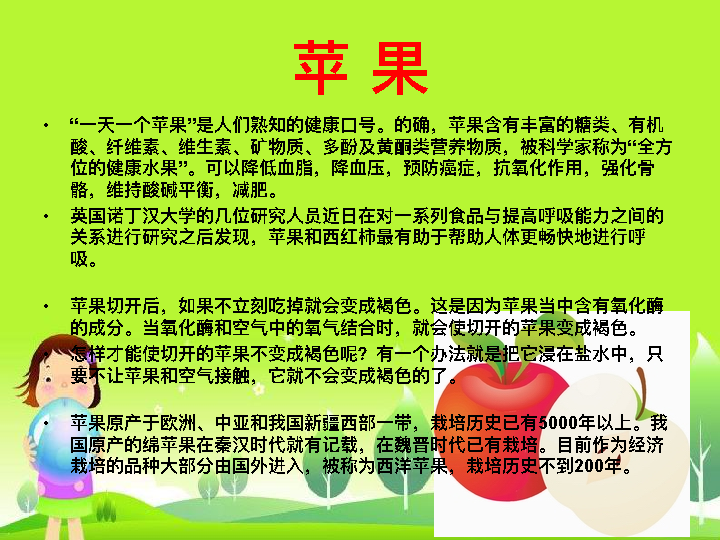 苹 果
• “一天一个苹果”是人们熟知的健康口号。的确，苹果含有丰富的糖类、有机
酸、纤维素、维生素、矿物质、多酚及黄酮类营养物质，被科学家称为“全方
位的健康水果”。可以降低血脂，降血压，预防癌症，抗氧化作用，强化骨
骼，维持酸碱平衡，减肥。
• 英国诺丁汉大学的几位研究人员近日在对一系列食品与提高呼吸能力之间的
关系进行研究之后发现，苹果和西红柿最有助于帮助人体更畅快地进行呼
吸。
• 苹果切开后，如果不立刻吃掉就会变成褐色。这是因为苹果当中含有氧化酶
的成分。当氧化酶和空气中的氧气结合时，就会使切开的苹果变成褐色。
• 怎样才能使切开的苹果不变成褐色呢？有一个办法就是把它浸在盐水中，只
要不让苹果和空气接触，它就不会变成褐色的了。
• 苹果原产于欧洲、中亚和我国新疆西部一带，栽培历史已有5000年以上。我
国原产的绵苹果在秦汉时代就有记载，在魏晋时代已有栽培。目前作为经济
栽培的品种大部分由国外进入，被称为西洋苹果，栽培历史不到200年。